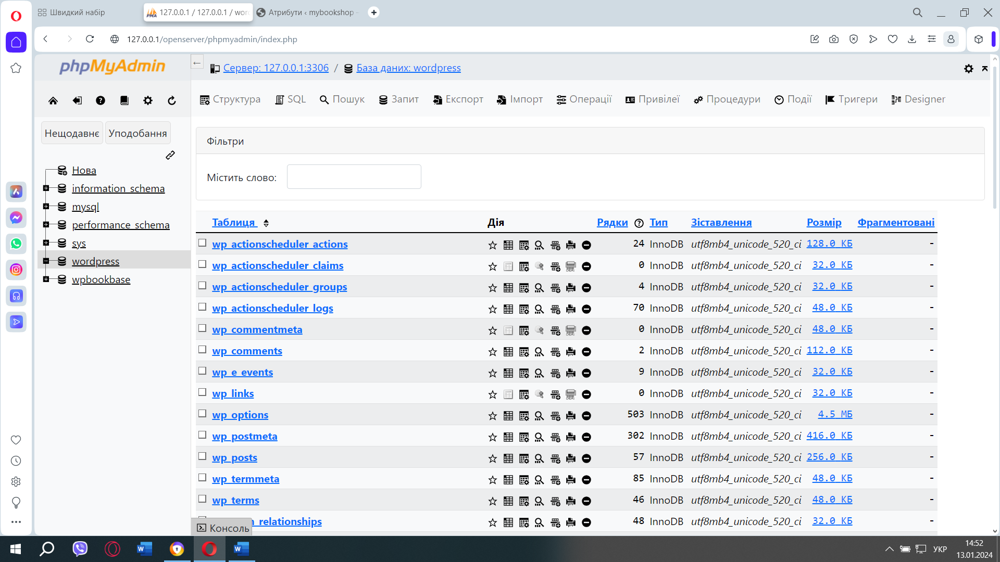 Швидкий набір
127.0.0.1 / 127.0.0.1 / wor
Атрибути ‹ mybookshop –
127.0.0.1/openserver/phpmyadmin/index.php
phpMyAdmin
Сервер: 127.0.0.1:3306 / База даних: wordpress
Структура SQL Пошук Запит Експорт Імпорт Операції Привілеї Процедури Події Тригери Designer
Нещодавнє Уподобання
Нова
information_schema
mysql
performance_schema
sys
wordpress
wpbookbase
Фільтри
Містить слово:
Таблиця Дія Рядки Тип Зіставлення Розмір Фрагментовані
wp_actionscheduler_actions 24 InnoDB utf8mb4_unicode_520_ci 128.0 КБ -
wp_actionscheduler_claims 0 InnoDB utf8mb4_unicode_520_ci 32.0 КБ -
wp_actionscheduler_groups 4 InnoDB utf8mb4_unicode_520_ci 32.0 КБ -
wp_actionscheduler_logs 70 InnoDB utf8mb4_unicode_520_ci 48.0 КБ -
wp_commentmeta 0 InnoDB utf8mb4_unicode_520_ci 48.0 КБ -
wp_comments 2 InnoDB utf8mb4_unicode_520_ci 112.0 КБ -
wp_e_events 9 InnoDB utf8mb4_unicode_520_ci 32.0 КБ -
wp_links 0 InnoDB utf8mb4_unicode_520_ci 32.0 КБ -
wp_options 503 InnoDB utf8mb4_unicode_520_ci 4.5 МБ -
wp_postmeta 302 InnoDB utf8mb4_unicode_520_ci 416.0 КБ -
wp_posts 57 InnoDB utf8mb4_unicode_520_ci 256.0 КБ -
wp_termmeta 85 InnoDB utf8mb4_unicode_520_ci 48.0 КБ -
wp_terms 46 InnoDB utf8mb4_unicode_520_ci 48.0 КБ -
_relationships 48 InnoDB utf8mb4_unicode_520_ci 32.0 КБ -
Консоль
УКР
14:52
13.01.2024